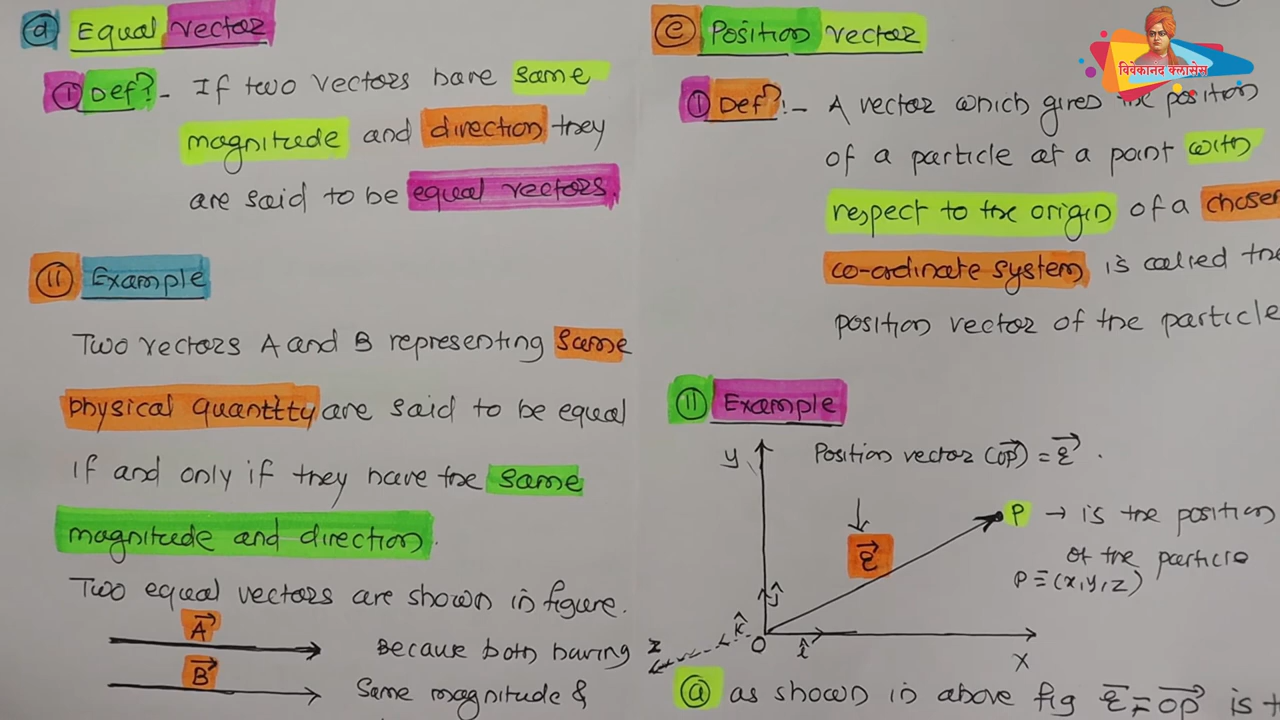 ⓓ Equal vector
ⓘ Defⁿ:- If two vectors have same
magnitude and direction they
are said to be equal vectors.
ⓘⓘ Example
Two vectors A and B representing same
physical quantity are said to be equal
if and only if they have the same
magnitude and direction.
Two equal vectors are shown in figure.
A⃗
Because both having
B⃗
Same magnitude &
ⓔ Position vector
ⓘ Defⁿ:- A vector which gives the position
of a particle at a point with
respect to the origin of a chosen
co-ordinate system is called the
position vector of the particle
ⓘⓘ Example
y Position vector (OP⃗) = r⃗ .
P → is the position
r⃗ of the particle
P ≡ (x,y,z)
ĵ
k̂
z O î X
ⓐ as shown in above fig r⃗ = OP⃗ is
विवेकानंद क्लासेस